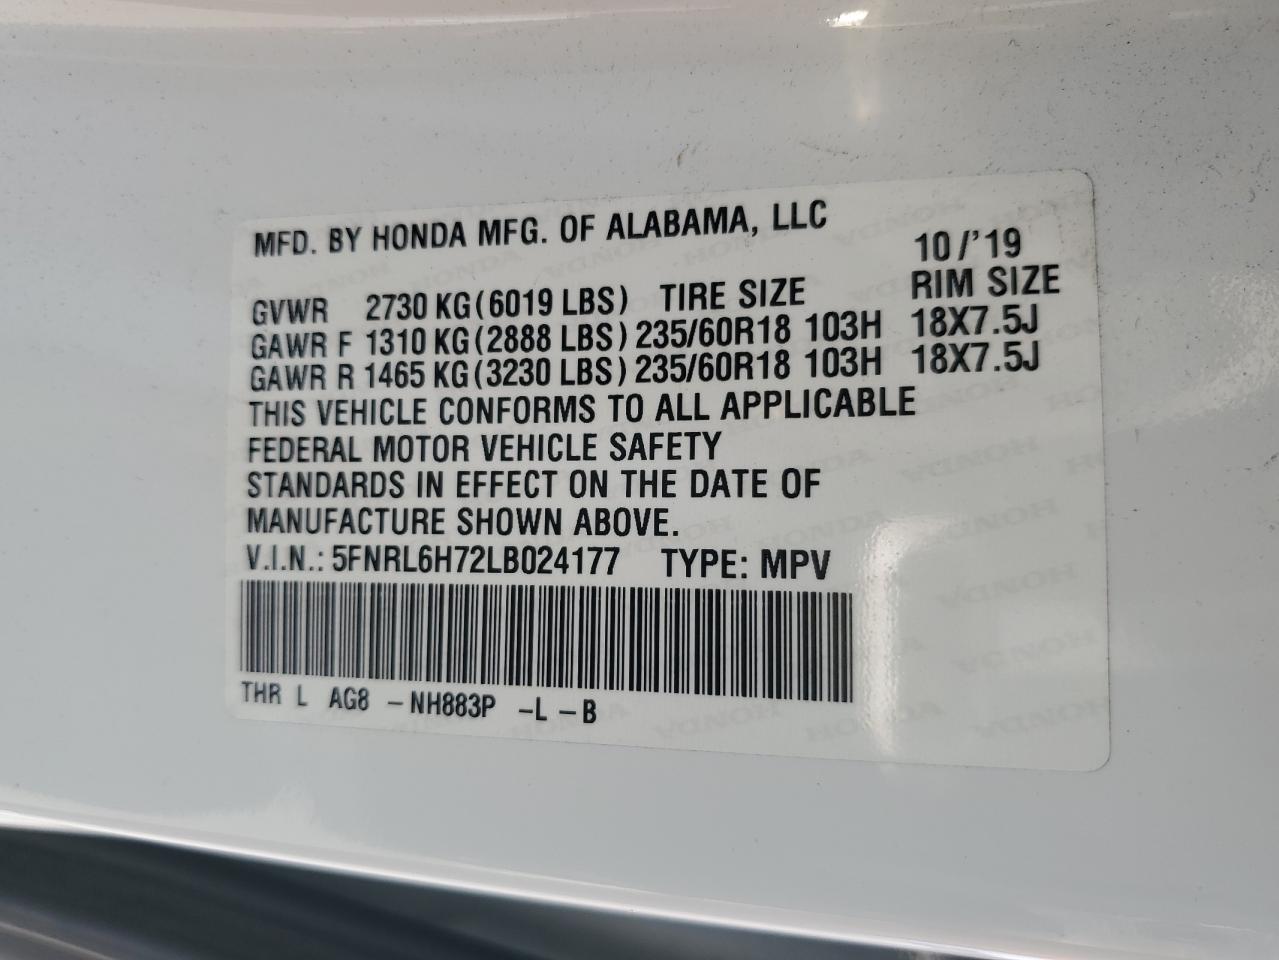 MFD. BY HONDA MFG. OF ALABAMA, LLC
10/'19
GVWR 2730 KG(6019 LBS) TIRE SIZE RIM SIZE
GAWR F 1310 KG(2888 LBS) 235/60R18 103H 18X7.5J
GAWR R 1465 KG(3230 LBS) 235/60R18 103H 18X7.5J
THIS VEHICLE CONFORMS TO ALL APPLICABLE
FEDERAL MOTOR VEHICLE SAFETY
STANDARDS IN EFFECT ON THE DATE OF
MANUFACTURE SHOWN ABOVE.
V.I.N.: 5FNRL6H72LB024177 TYPE: MPV
THR L AG8 -NH883P -L -B